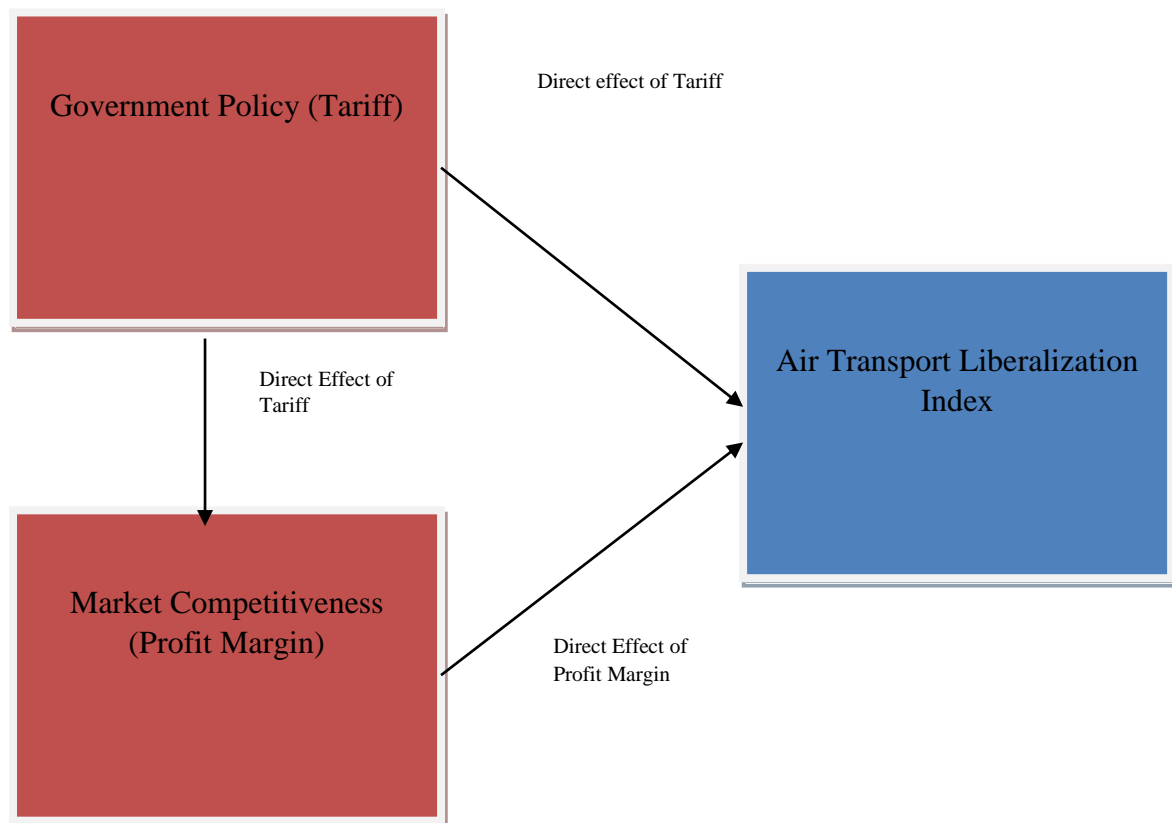 Government Policy (Tariff)
Direct effect of Tariff
Air Transport Liberalization
Index
Direct Effect of
Tariff
Market Competitiveness
(Profit Margin)
Direct Effect of
Profit Margin